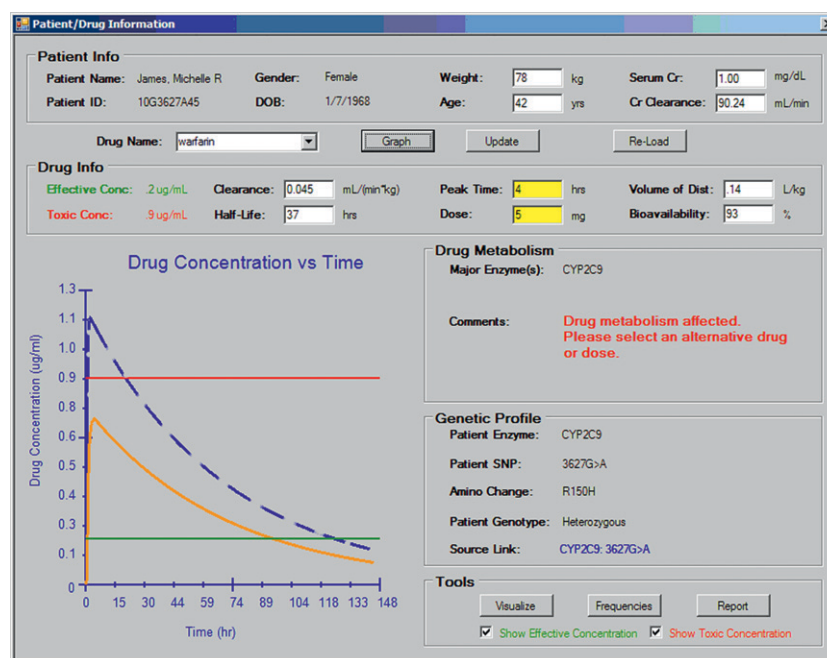 Patient/Drug Information
Patient Info
Patient Name: James, Michelle R Gender: Female Weight: 78 kg Serum Cr: 1.00 mg/dL
Patient ID: 10G3627A45 DOB: 1/7/1968 Age: 42 yrs Cr Clearance: 90.24 mL/min
Drug Name: warfarin Graph Update Re-Load
Drug Info
Effective Conc: .2 ug/mL Clearance: 0.045 mL/(min*kg) Peak Time: 4 hrs Volume of Dist: .14 L/kg
Toxic Conc: .9 ug/mL Half-Life: 37 hrs Dose: 5 mg Bioavailability: 93 %
Drug Concentration vs Time
Drug Concentration (ug/ml)
1.3
1.1
1.0
0.9
0.8
0.6
0.5
0.4
0.3
0.1
0
0 15 30 44 59 74 89 104 118 133 148
Time (hr)
Drug Metabolism
Major Enzyme(s): CYP2C9
Comments: Drug metabolism affected.
Please select an alternative drug
or dose.
Genetic Profile
Patient Enzyme: CYP2C9
Patient SNP: 3627G>A
Amino Change: R150H
Patient Genotype: Heterozygous
Source Link: CYP2C9: 3627G>A
Tools
Visualize Frequencies Report
Show Effective Concentration Show Toxic Concentration